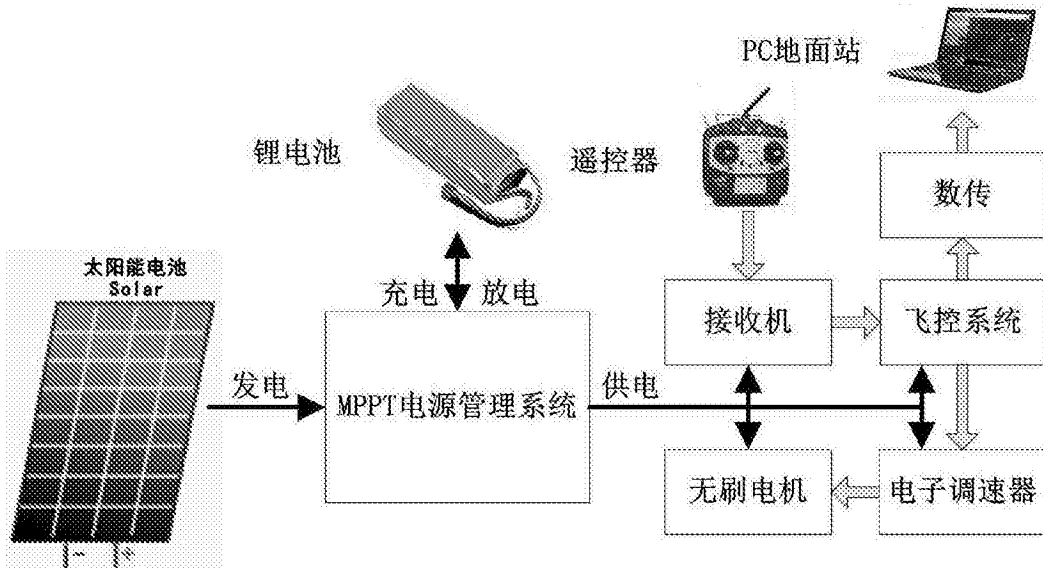 PC地面站
锂电池
遥控器
数传
太阳能电池
Solar
充电
放电
接收机
飞控系统
发电
MPPT电源管理系统
供电
无刷电机
电子调速器
- +